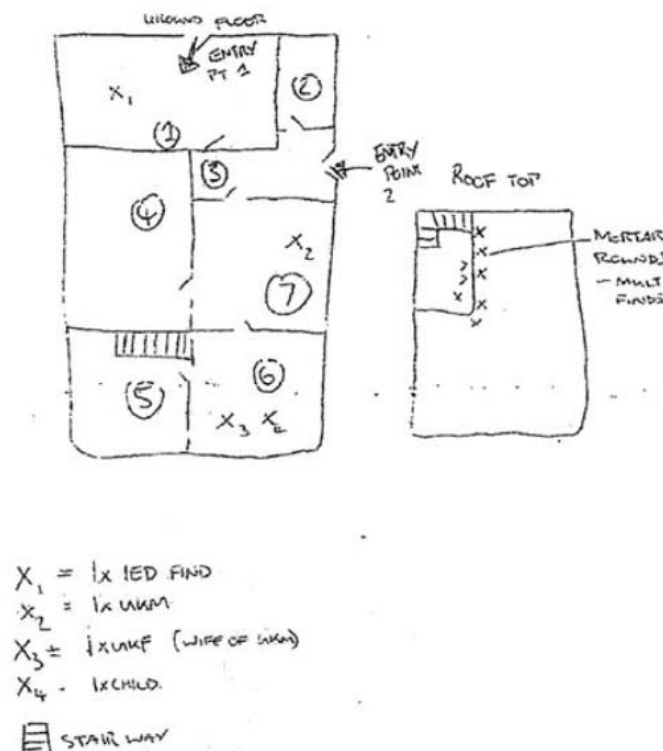 GROUND FLOOR
ENTRY
PT 1
X1
1
2
3
ENTRY
POINT
2
4
X2
7
5
6
X3 X4
ROOF TOP
MORTAR
ROUNDS
- MULT
FINDS
X1 = 1x IED FIND
X2 = 1x UKM
X3 = 1x UKF (WIFE OF UKM)
X4 - 1x CHILD.
STAIR WAY